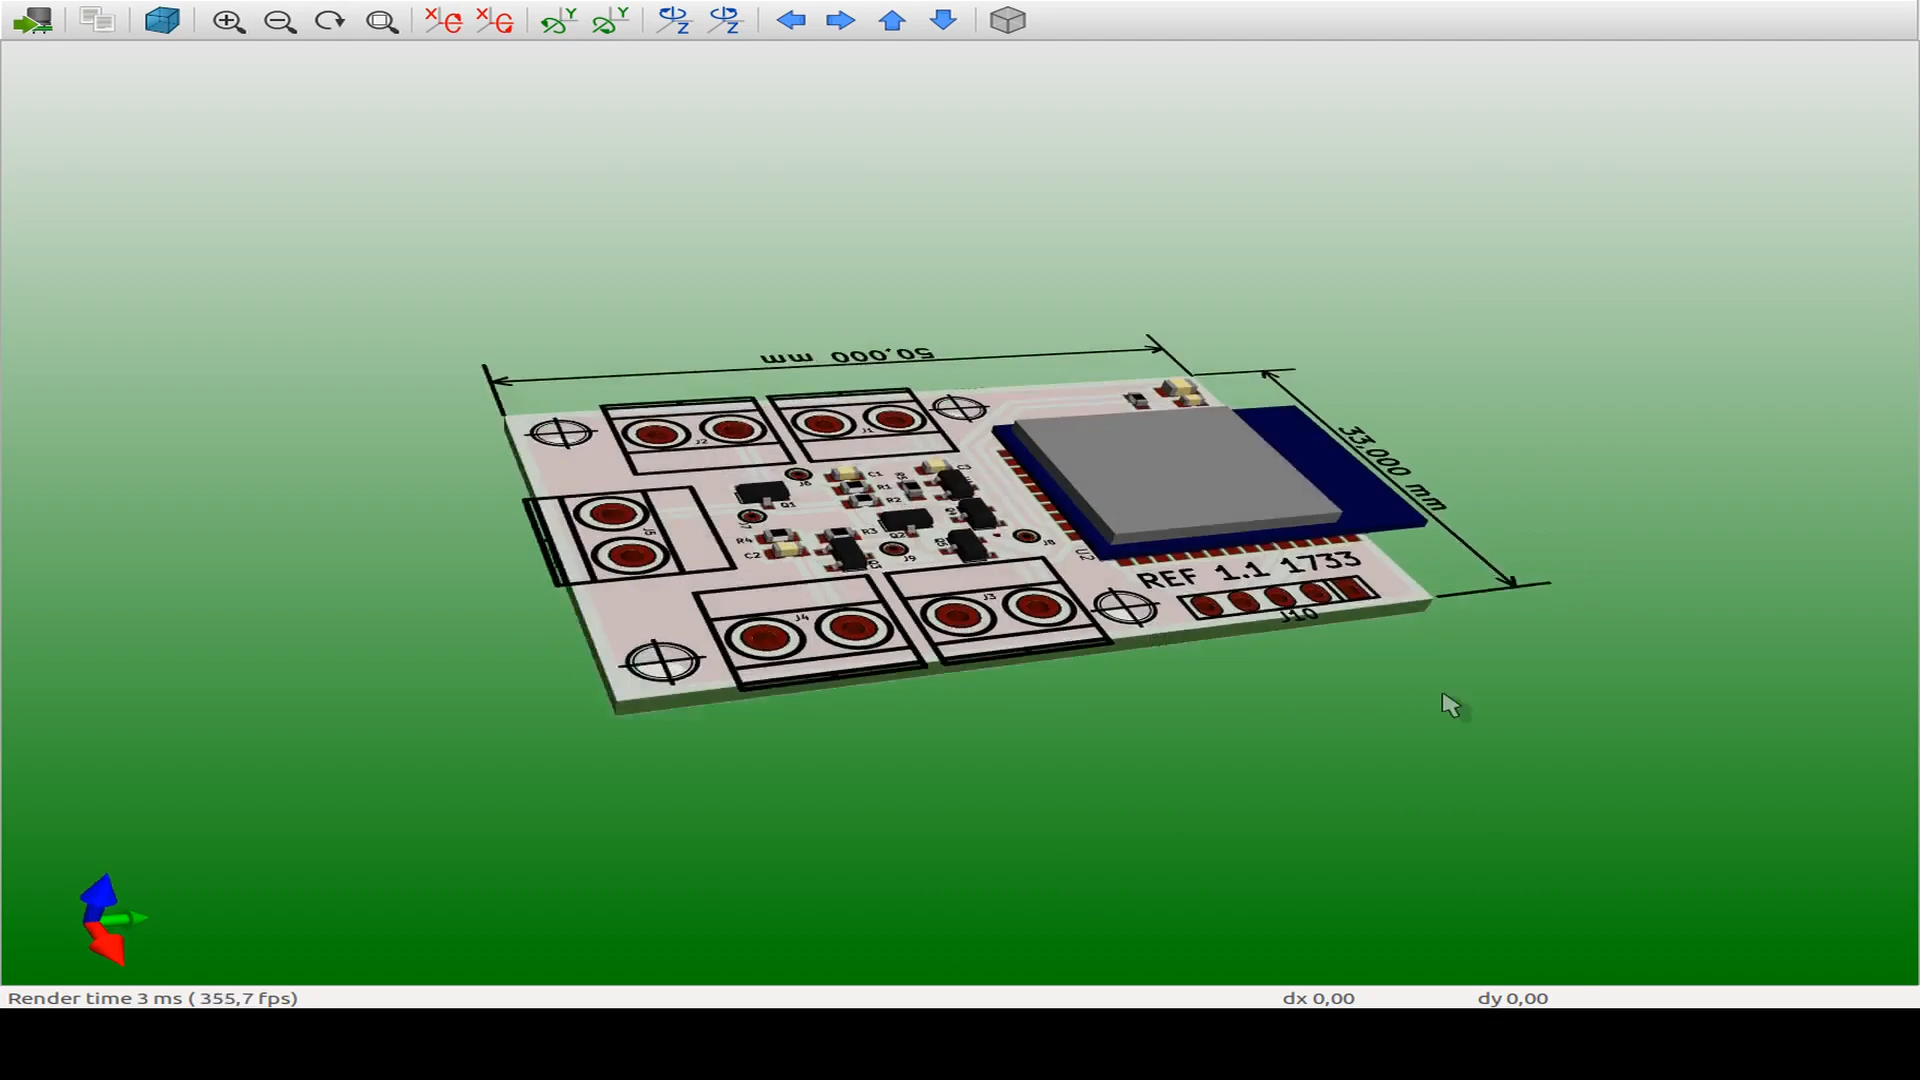 X X Y Y Z Z
50,000 mm
33,000 mm
J2
J1
J6
C1
C3
R1
R2
Q1
J5
R4
R3
Q2
C2
J9
J8
U2
J4
J3
REF 1.1 1733
J10
Render time 3 ms ( 355,7 fps)
dx 0,00
dy 0,00